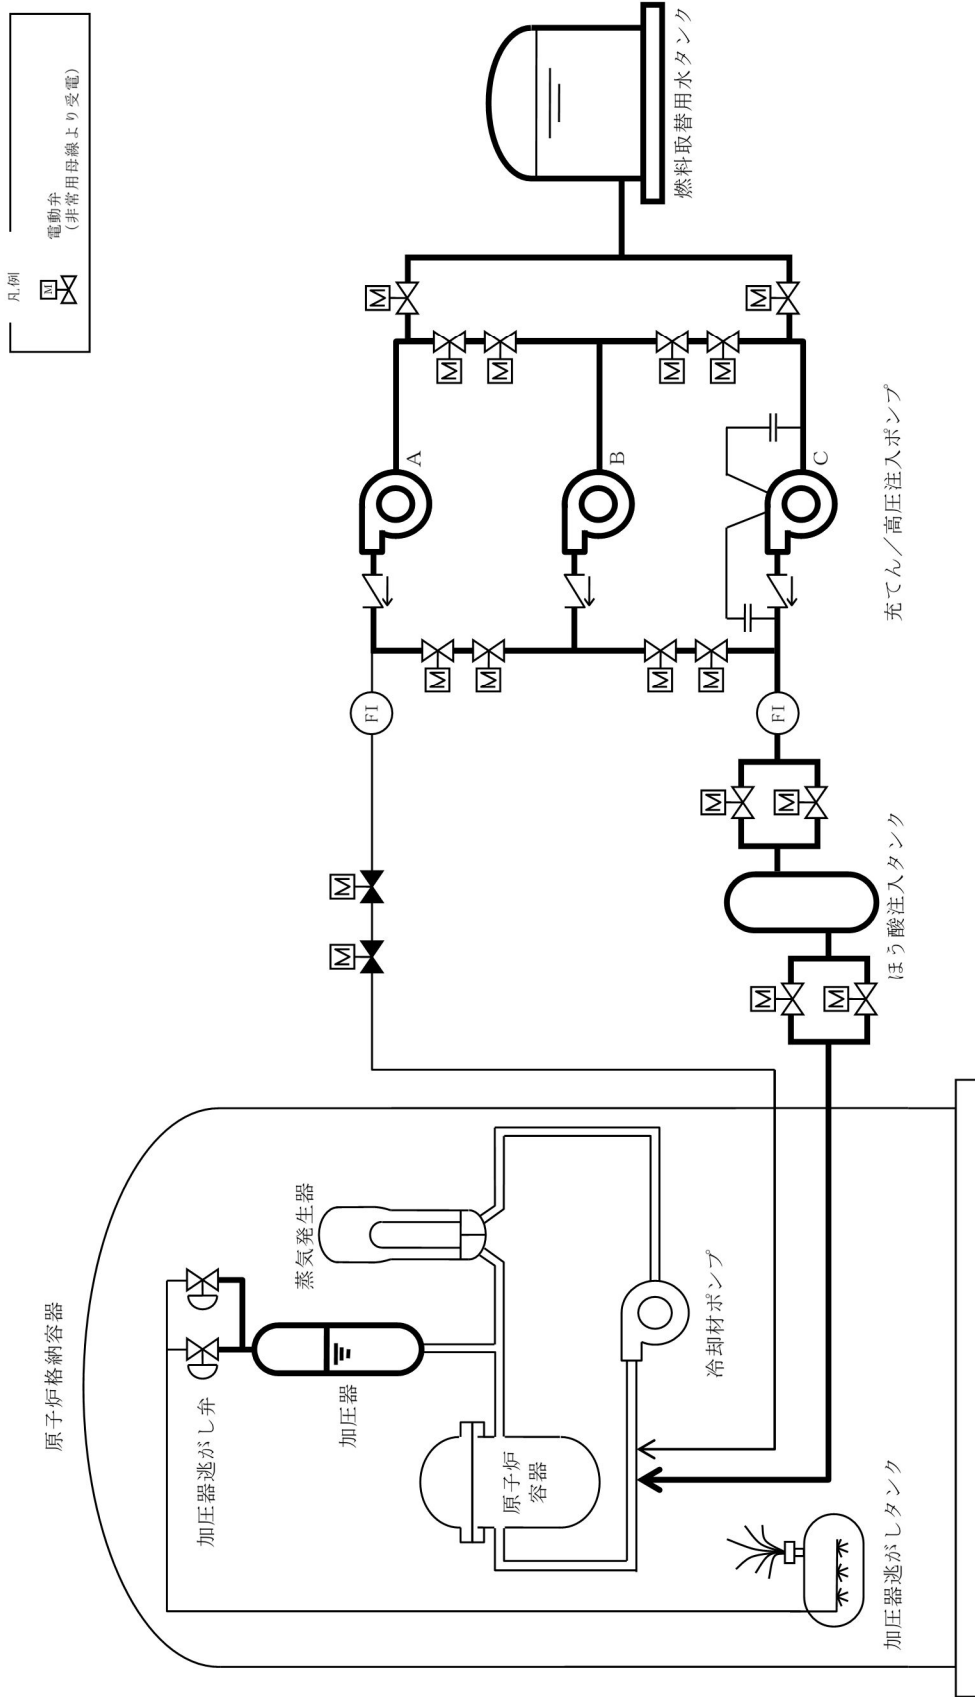 凡例
M
電動弁
(非常用母線より受電)
原子炉格納容器
加圧器逃がし弁
加圧器
蒸気発生器
原子炉
容器
冷却材ポンプ
加圧器逃がしタンク
M
M
FI
M
M
M
M
A
M
M
M
M
B
M
M
M
M
C
FI
M
M
M
M
ほう酸注入タンク
充てん/高圧注入ポンプ
燃料取替用水タンク